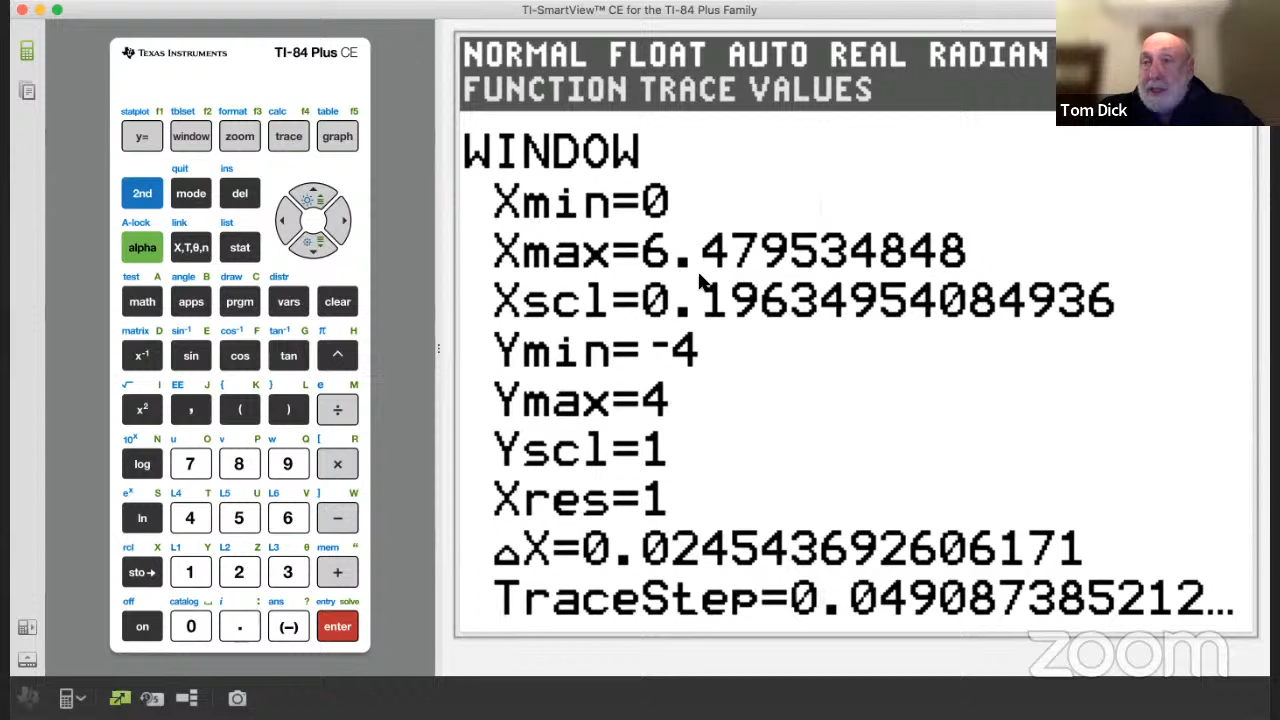 TI-SmartView™ CE for the TI-84 Plus Family
TEXAS INSTRUMENTS TI-84 Plus CE
statplot f1 tblset f2 format f3 calc f4 table f5
y= window zoom trace graph
quit ins
2nd mode del
A-lock link list
alpha X,T,θ,n stat
test A angle B draw C distr
math apps prgm vars clear
matrix D sin⁻¹ E cos⁻¹ F tan⁻¹ G π H
x⁻¹ sin cos tan ^
√ I EE J { K } L e M
x² , ( ) ÷
10ˣ N u O v P w Q [ R
log 7 8 9 ×
eˣ S L4 T L5 U L6 V ] W
ln 4 5 6 −
rcl X L1 Y L2 Z L3 θ mem “
sto→ 1 2 3 +
off catalog ⎵ i : ans ? entry solve
on 0 . (−) enter
NORMAL FLOAT AUTO REAL RADIAN
FUNCTION TRACE VALUES
WINDOW
Xmin=0
Xmax=6.479534848
Xscl=0.19634954084936
Ymin=-4
Ymax=4
Yscl=1
Xres=1
△X=0.024543692606171
TraceStep=0.049087385212…
Tom Dick
zoom